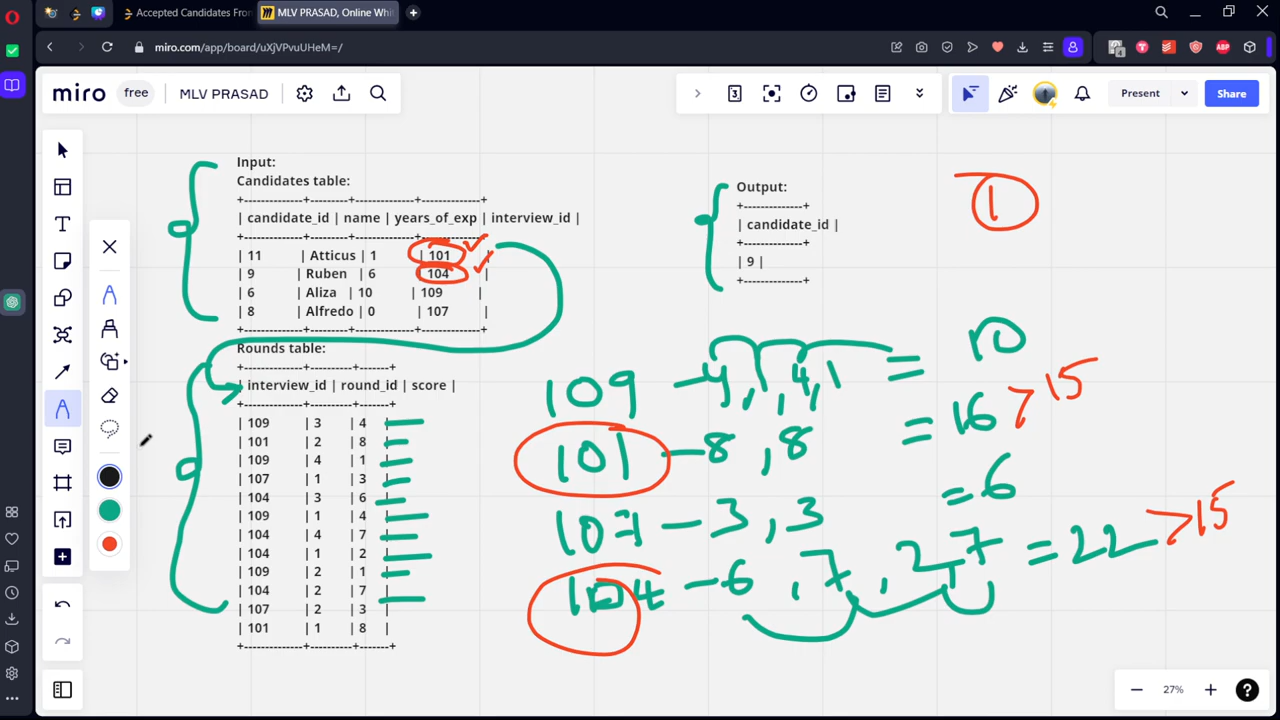 Accepted Candidates From
MLV PRASAD, Online Whi
miro.com/app/board/uXjVPvuUHeM=/
miro free MLV PRASAD
Present Share
Input:
Candidates table:
+-------------+---------+--------------+--------------+
| candidate_id | name | years_of_exp | interview_id |
+-------------+---------+--------------+--------------+
| 11 | Atticus | 1 | 101 |
| 9 | Ruben | 6 | 104 |
| 6 | Aliza | 10 | 109 |
| 8 | Alfredo | 0 | 107 |
+-------------+---------+--------------+--------------+
Rounds table:
+-------------+---------+------+
| interview_id | round_id | score |
+-------------+---------+------+
| 109 | 3 | 4 |
| 101 | 2 | 8 |
| 109 | 4 | 1 |
| 107 | 1 | 3 |
| 104 | 3 | 6 |
| 109 | 1 | 4 |
| 104 | 4 | 7 |
| 104 | 1 | 2 |
| 109 | 2 | 1 |
| 104 | 2 | 7 |
| 107 | 2 | 3 |
| 101 | 1 | 8 |
+-------------+---------+-------+
Output:
+--------------+
| candidate_id |
+--------------+
| 9 |
+--------------+
1
109 - 4, 1, 4, 1 = 10
101 - 8, 8 = 16 > 15
107 - 3, 3 = 6
104 - 6, 7, 2, 7 = 22 > 15
27%